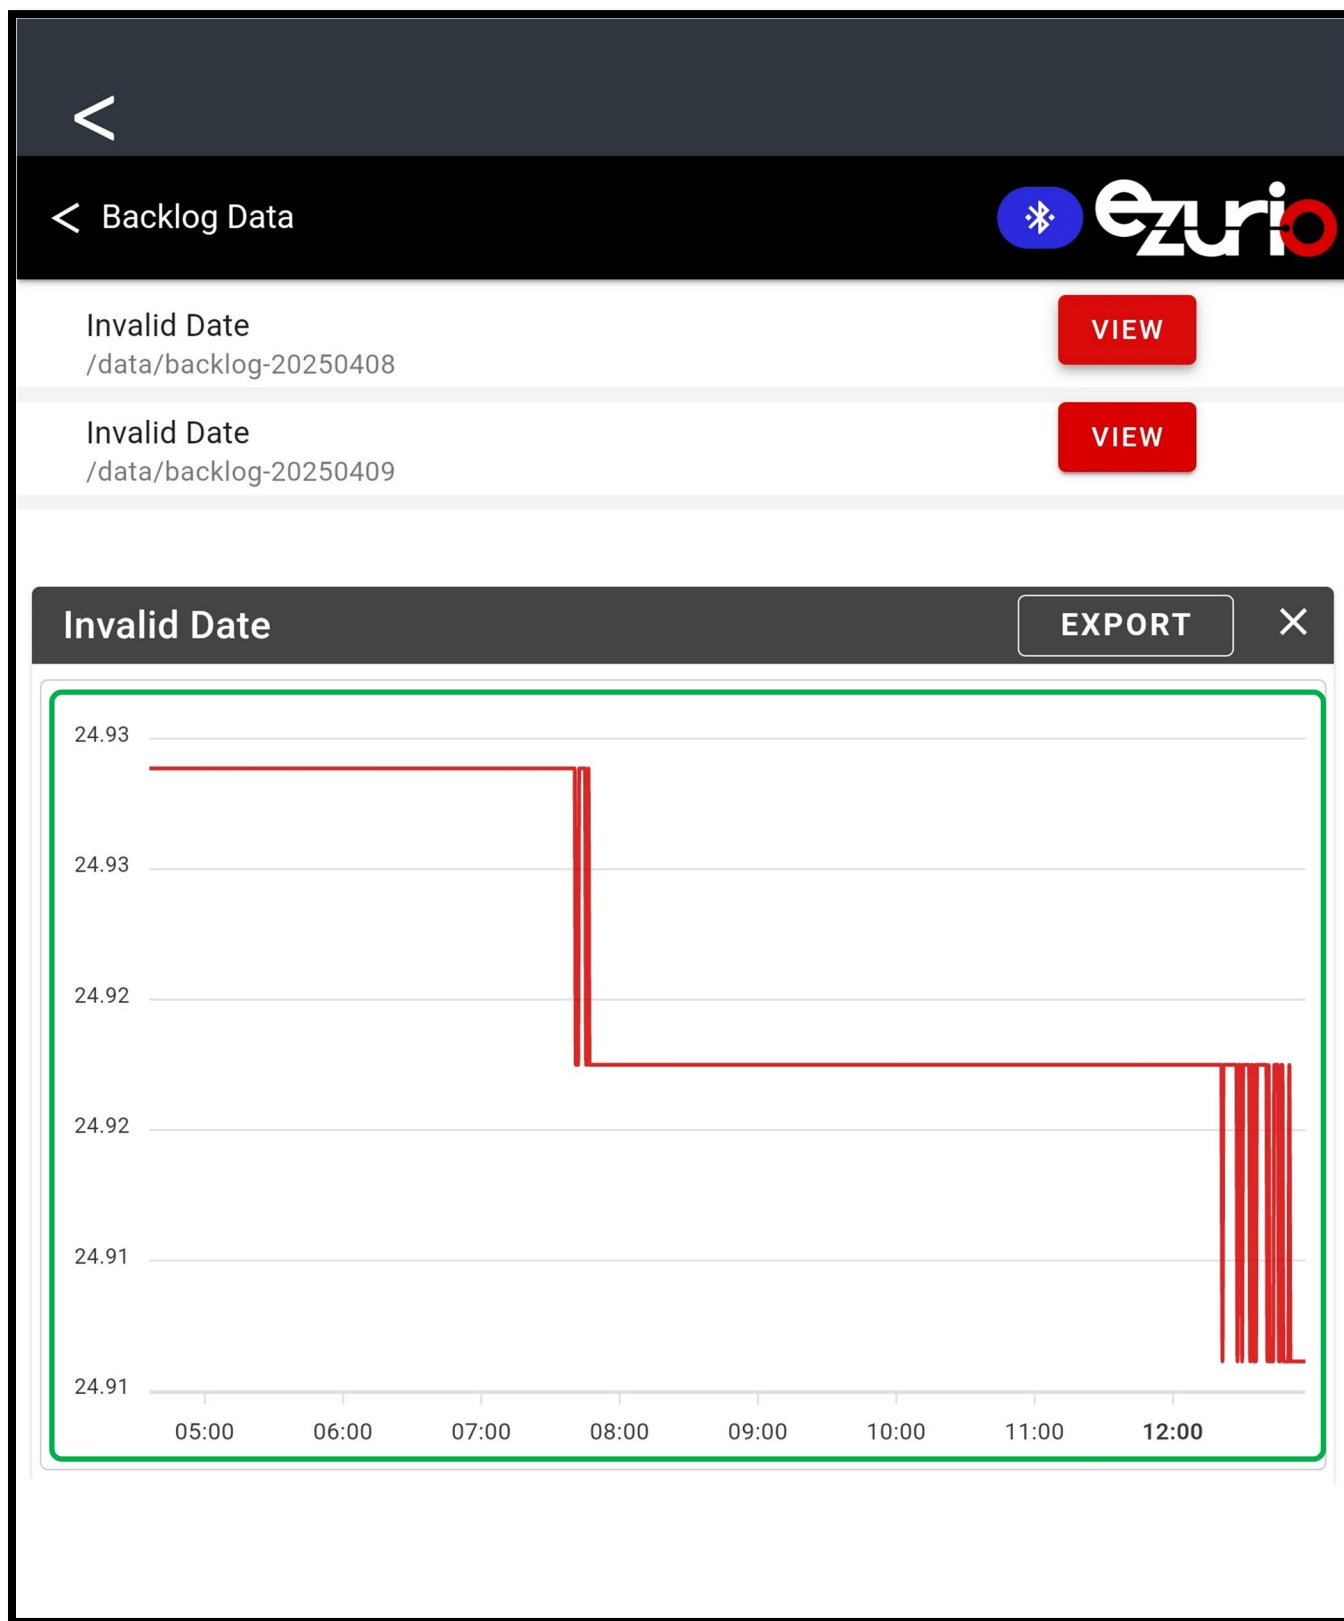 <
< Backlog Data
ezurio
Invalid Date
VIEW
/data/backlog-20250408
Invalid Date
VIEW
/data/backlog-20250409
Invalid Date
EXPORT
24.93
24.93
24.92
24.92
24.91
24.91
05:00 06:00 07:00 08:00 09:00 10:00 11:00 12:00